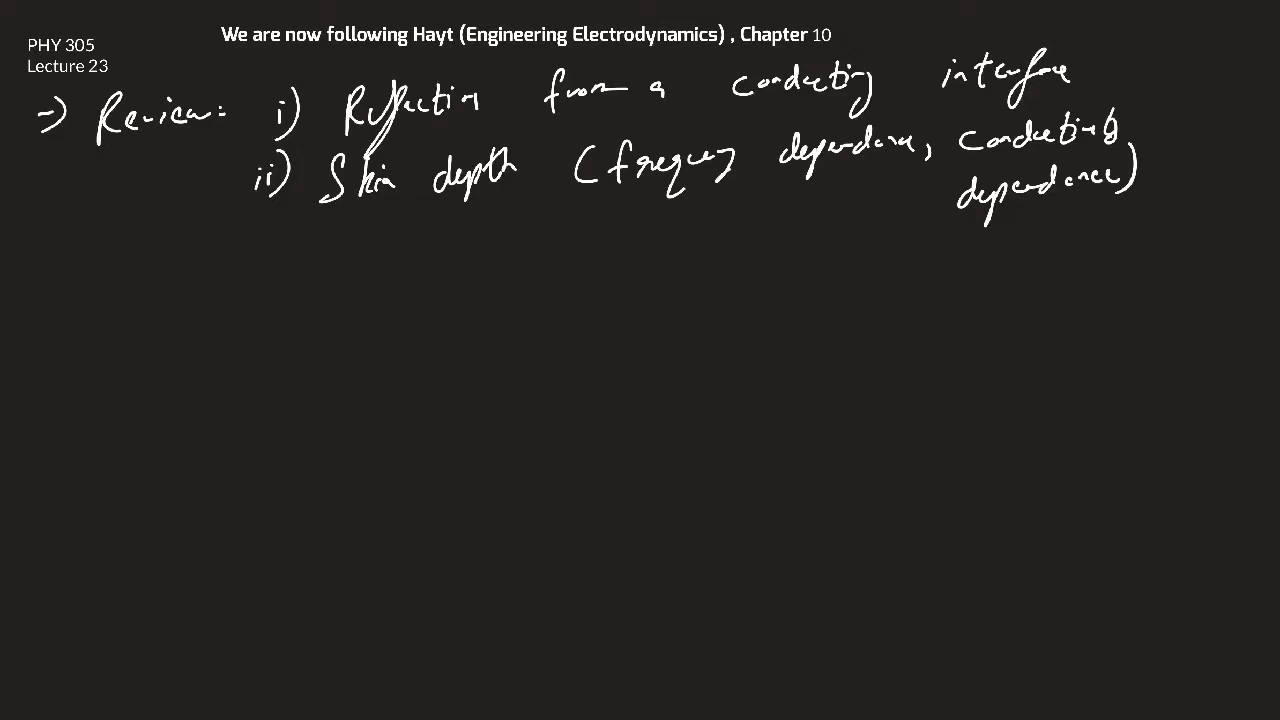 We are now following Hayt (Engineering Electrodynamics) , Chapter 10
PHY 305
Lecture 23
→ Review: i) Reflection from a conducting interface
ii) Skin depth (frequency dependence, conductivity
dependence)